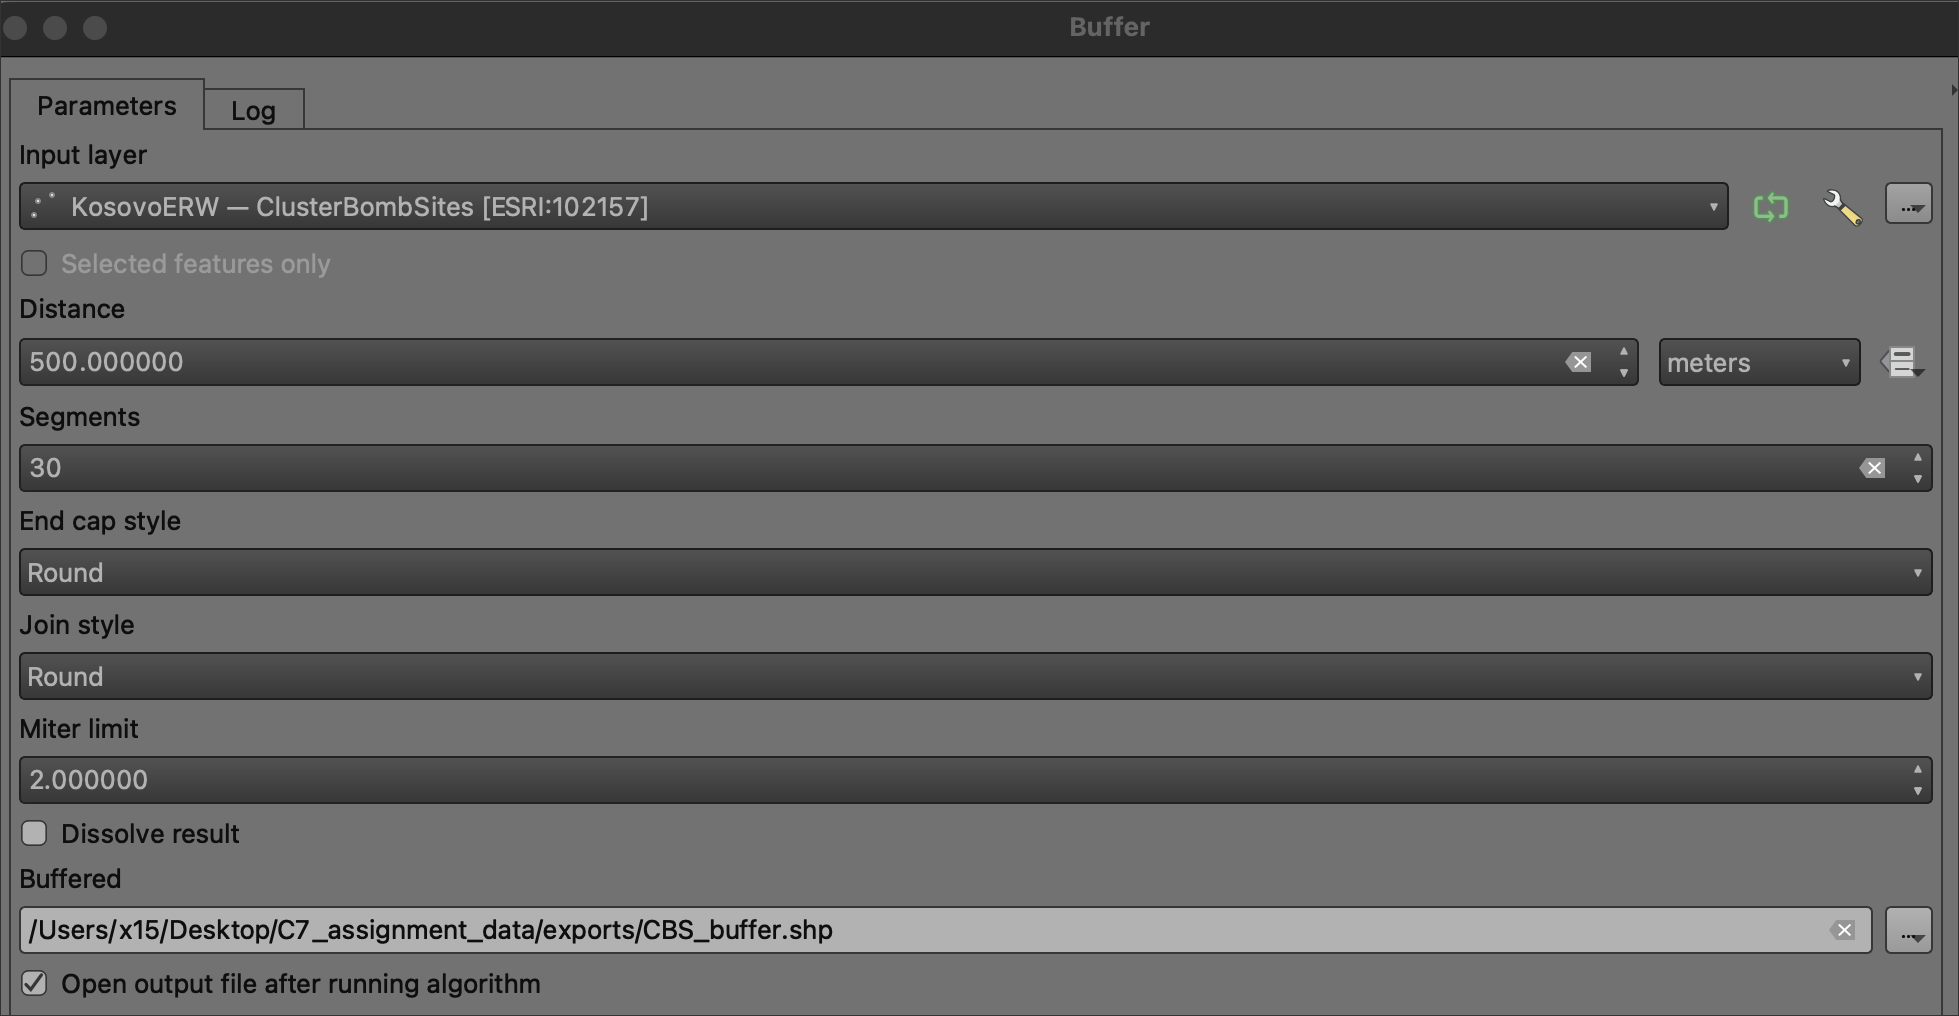 Buffer
Parameters
Log
Input layer
KosovoERW — ClusterBombSites [ESRI:102157]
...
Selected features only
Distance
500.000000
meters
Segments
30
End cap style
Round
Join style
Round
Miter limit
2.000000
Dissolve result
Buffered
/Users/x15/Desktop/C7_assignment_data/exports/CBS_buffer.shp
...
Open output file after running algorithm